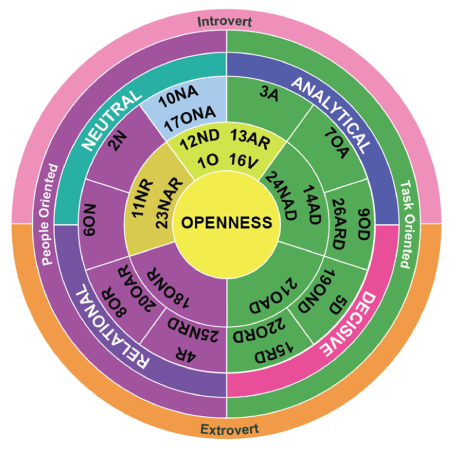 Introvert
10NA
17ONA
3A
NEUTRAL
ANALYTICAL
2N
7OA
12ND
13AR
1O
16V
11NR
23NAR
24NAD
14AD
People Oriented
Task Oriented
6ON
OPENNESS
9OD
26ARD
8OR
20OAR
18ONR
21OAD
19OND
5D
RELATIONAL
DECISIVE
25NRD
4R
22ORD
15RD
Extrovert